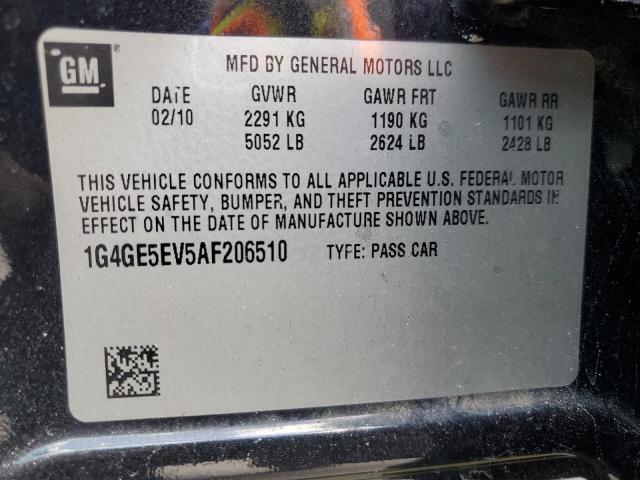 GM
®
MFD BY GENERAL MOTORS LLC
DATE GVWR GAWR FRT GAWR RR
02/10 2291 KG 1190 KG 1101 KG
5052 LB 2624 LB 2428 LB
THIS VEHICLE CONFORMS TO ALL APPLICABLE U.S. FEDERAL MOTOR
VEHICLE SAFETY, BUMPER, AND THEFT PREVENTION STANDARDS IN
EFFECT ON THE DATE OF MANUFACTURE SHOWN ABOVE.
1G4GE5EV5AF206510 TYPE: PASS CAR